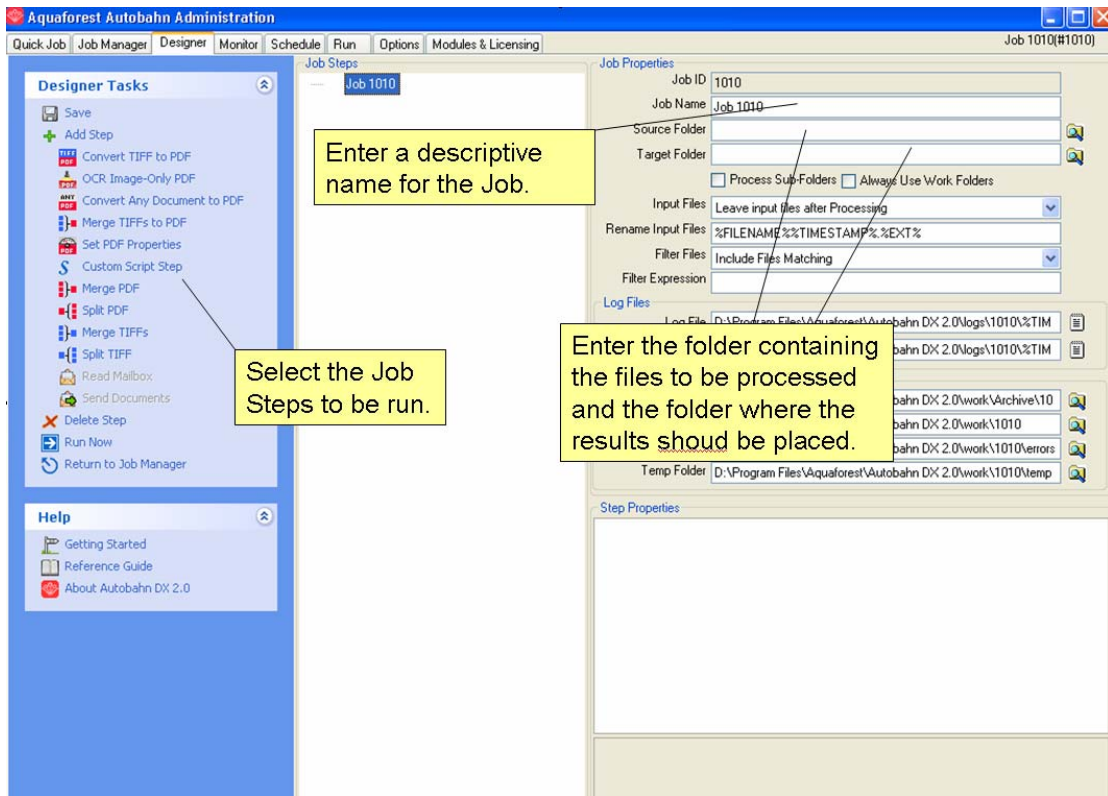 Aquaforest Autobahn Administration
Quick Job Job Manager Designer Monitor Schedule Run Options Modules & Licensing Job 1010(#1010)
Designer Tasks
Save
Add Step
Convert TIFF to PDF
OCR Image-Only PDF
Convert Any Document to PDF
Merge TIFFs to PDF
Set PDF Properties
Custom Script Step
Merge PDF
Split PDF
Merge TIFFs
Split TIFF
Read Mailbox
Send Documents
Delete Step
Run Now
Return to Job Manager
Help
Getting Started
Reference Guide
About Autobahn DX 2.0
Job Steps
Job 1010
Enter a descriptive
name for the Job.
Select the Job
Steps to be run.
Job Properties
Job ID 1010
Job Name Job 1010
Source Folder
Target Folder
Process Sub-Folders Always Use Work Folders
Input Files Leave input files after Processing
Rename Input Files %FILENAME%%TIMESTAMP%.%EXT%
Filter Files Include Files Matching
Filter Expression
Log Files
Log File D:\Program Files\Aquaforest\Autobahn DX 2.0\logs\1010\%TIM
bahn DX 2.0\logs\1010\%TIM
Enter the folder containing
the files to be processed
and the folder where the
results shoud be placed.
bahn DX 2.0\work\Archive\10
bahn DX 2.0\work\1010
bahn DX 2.0\work\1010\errors
Temp Folder D:\Program Files\Aquaforest\Autobahn DX 2.0\work\1010\temp
Step Properties